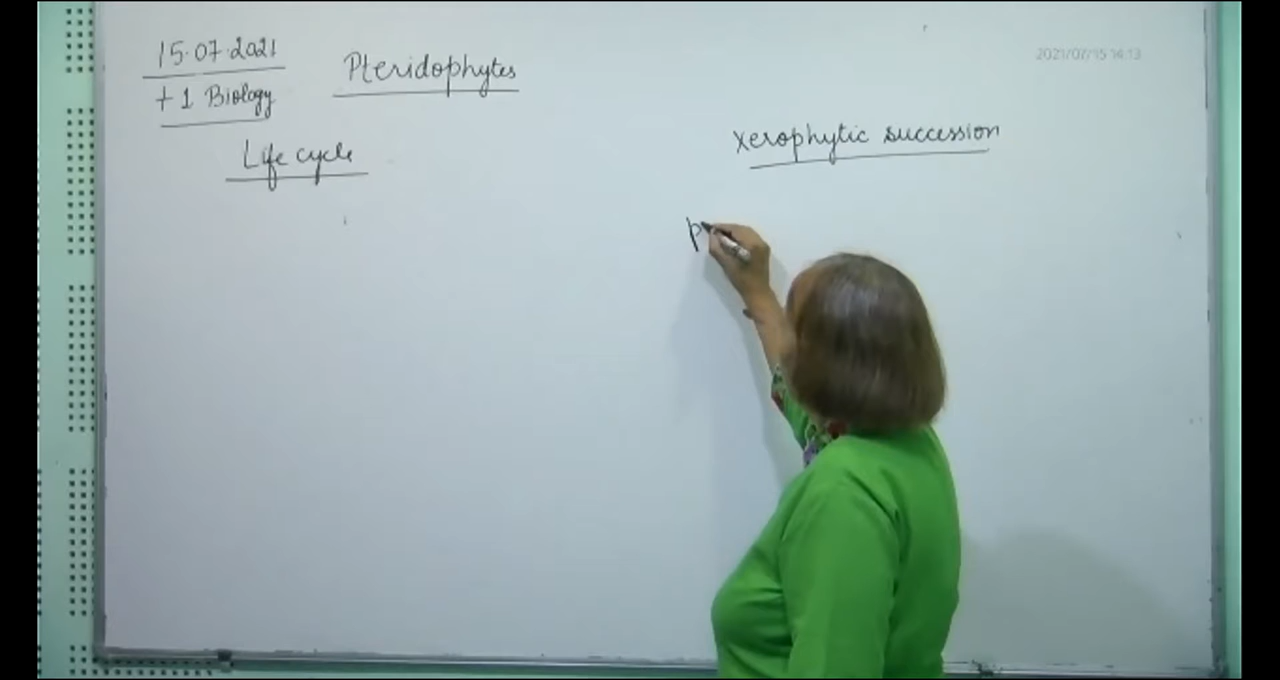 15.07.2021
+1 Biology
Pteridophytes
2021/07/15 14:13
Life cycle
Xerophytic succession
p